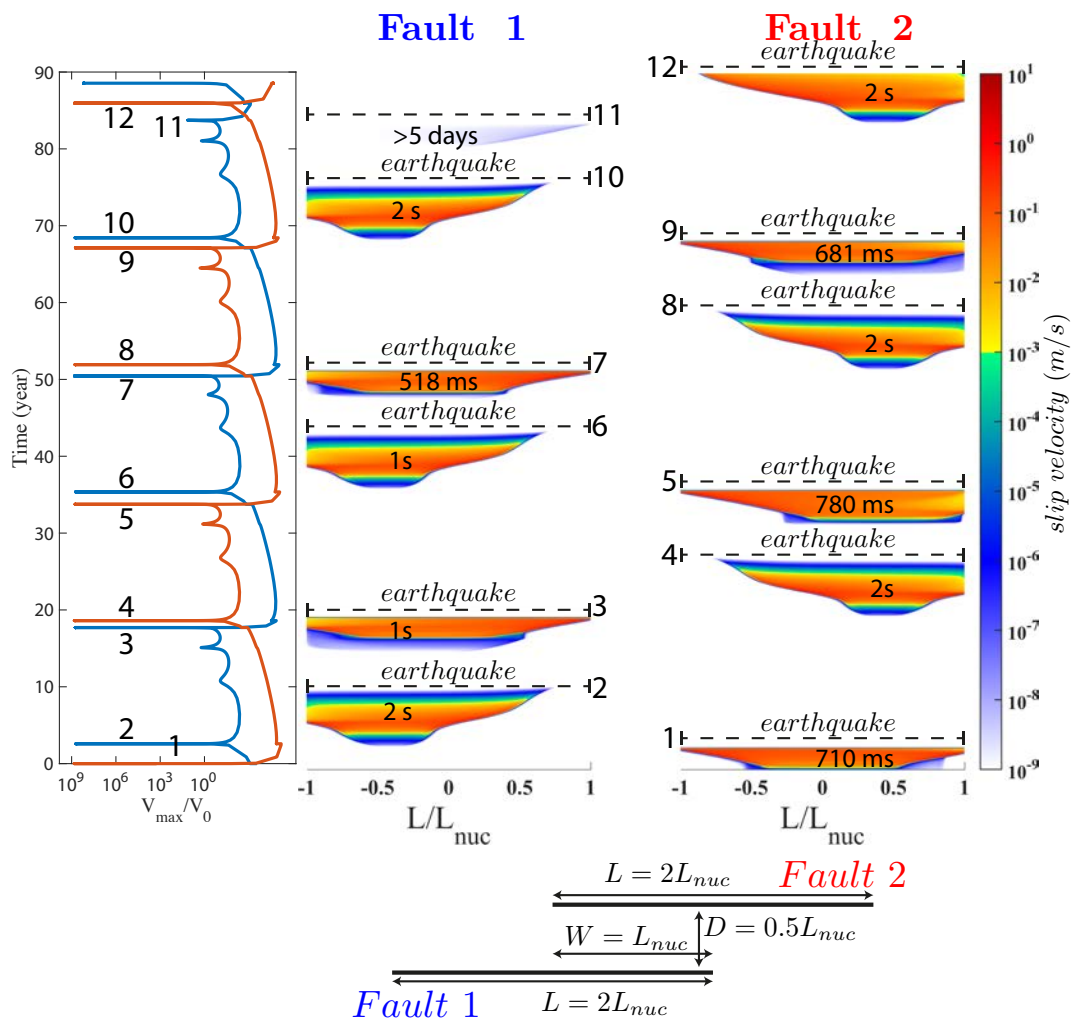 Fault 1
Fault 2
Time (year)
90
80
70
60
50
40
30
20
10
0
12
11
10
9
8
7
6
5
4
3
2
1
10^9 10^6 10^3 10^0
V_max/V_0
11
>5 days
earthquake
10
2 s
earthquake
7
518 ms
earthquake
6
1s
earthquake
3
1s
earthquake
2
2 s
-1 -0.5 0 0.5 1
L/L_nuc
earthquake
12
2 s
earthquake
9
681 ms
earthquake
8
2 s
earthquake
5
780 ms
earthquake
4
2s
earthquake
1
710 ms
-1 -0.5 0 0.5 1
L/L_nuc
10^1
10^0
10^-1
10^-2
10^-3
10^-4
10^-5
10^-6
10^-7
10^-8
10^-9
slip velocity (m/s)
L = 2L_nuc
Fault 2
W = L_nuc
D = 0.5L_nuc
Fault 1
L = 2L_nuc